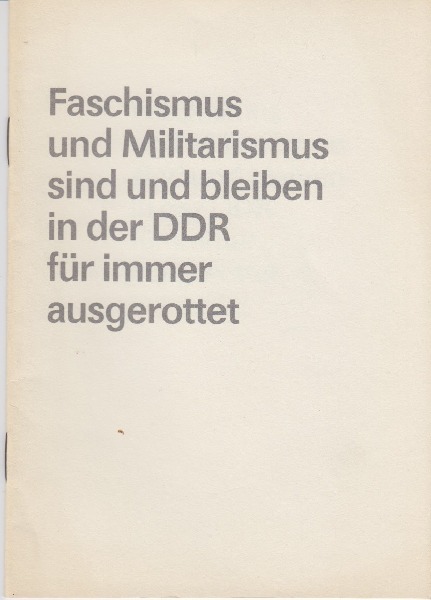 Faschismus
und Militarismus
sind und bleiben
in der DDR
für immer
ausgerottet